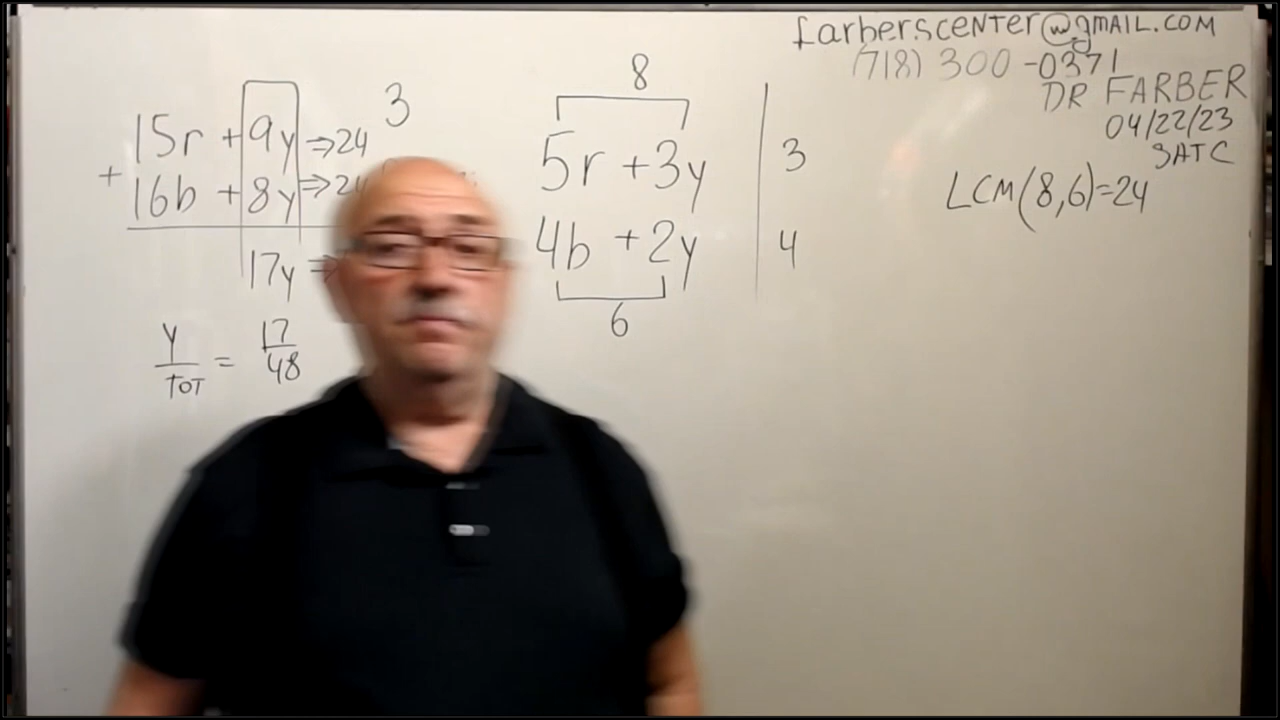 farberscenter@gmail.com
(718) 300-0371
DR FARBER
04/22/23
SATC
LCM(8,6)=24
3
15r + 9y ⇒ 24
+ 16b + 8y ⇒
17y ⇒
y/TOT = 17/48
8
5r + 3y | 3
4b + 2y | 4
6